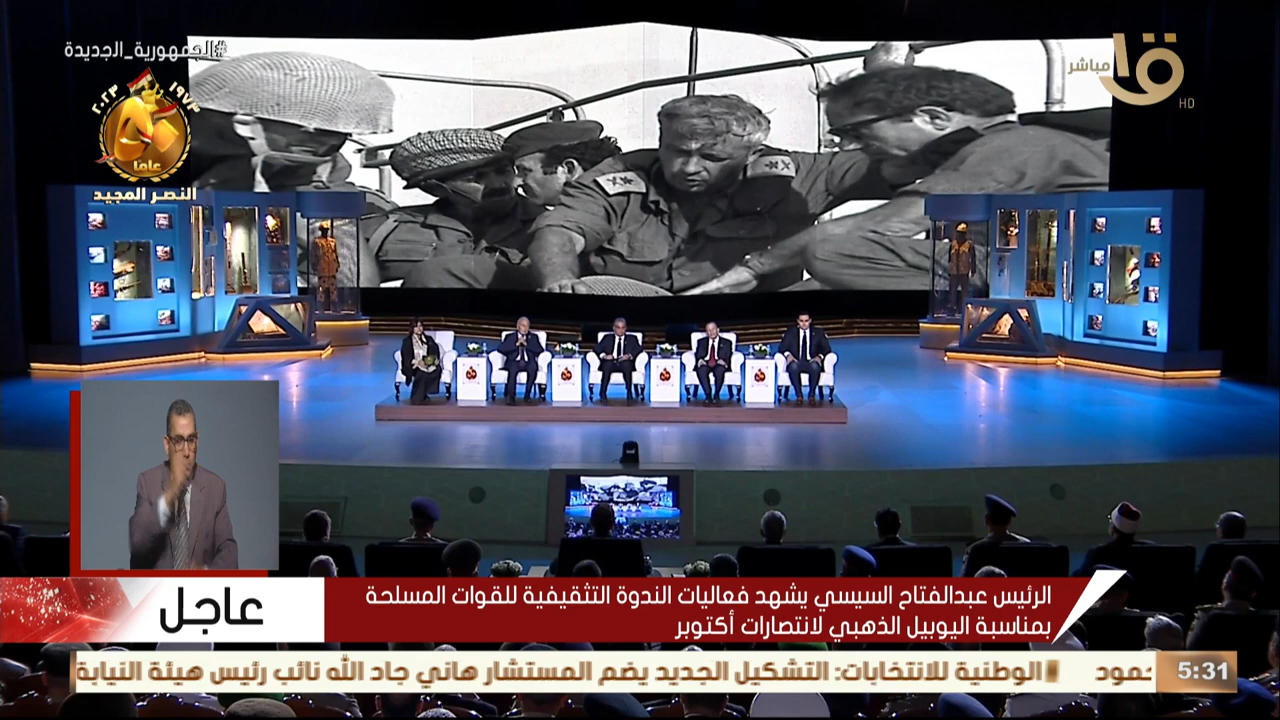 #الجمهورية_الجديدة
مباشر
HD
١٩٧٣
٢٠٢٣
عامًا
النصر المجيد
عاجل
الرئيس عبدالفتاح السيسي يشهد فعاليات الندوة التثقيفية للقوات المسلحة
بمناسبة اليوبيل الذهبي لانتصارات أكتوبر
5:31
الوطنية للانتخابات: التشكيل الجديد يضم المستشار هاني جاد الله نائب رئيس هيئة النيابة